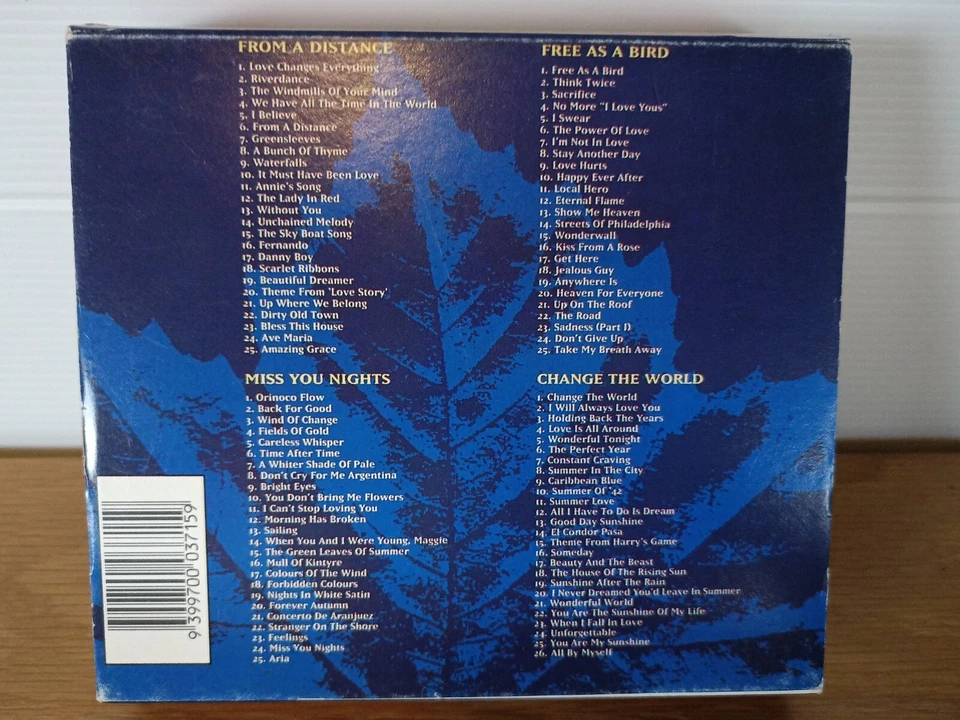 FROM A DISTANCE
1. Love Changes Everything
2. Riverdance
3. The Windmills Of Your Mind
4. We Have All The Time In The World
5. I Believe
6. From A Distance
7. Greensleeves
8. A Bunch Of Thyme
9. Waterfalls
10. It Must Have Been Love
11. Annie's Song
12. The Lady In Red
13. Without You
14. Unchained Melody
15. The Sky Boat Song
16. Fernando
17. Danny Boy
18. Scarlet Ribbons
19. Beautiful Dreamer
20. Theme From 'Love Story'
21. Up Where We Belong
22. Dirty Old Town
23. Bless This House
24. Ave Maria
25. Amazing Grace
FREE AS A BIRD
1. Free As A Bird
2. Think Twice
3. Sacrifice
4. No More "I Love Yous"
5. I Swear
6. The Power Of Love
7. I'm Not In Love
8. Stay Another Day
9. Love Hurts
10. Happy Ever After
11. Local Hero
12. Eternal Flame
13. Show Me Heaven
14. Streets Of Philadelphia
15. Wonderwall
16. Kiss From A Rose
17. Get Here
18. Jealous Guy
19. Anywhere Is
20. Heaven For Everyone
21. Up On The Roof
22. The Road
23. Sadness (Part I)
24. Don't Give Up
25. Take My Breath Away
MISS YOU NIGHTS
1. Orinoco Flow
2. Back For Good
3. Wind Of Change
4. Fields Of Gold
5. Careless Whisper
6. Time After Time
7. A Whiter Shade Of Pale
8. Don't Cry For Me Argentina
9. Bright Eyes
10. You Don't Bring Me Flowers
11. I Can't Stop Loving You
12. Morning Has Broken
13. Sailing
14. When You And I Were Young, Maggie
15. The Green Leaves Of Summer
16. Mull Of Kintyre
17. Colours Of The Wind
18. Forbidden Colours
19. Nights In White Satin
20. Forever Autumn
21. Concerto De Aranjuez
22. Stranger On The Shore
23. Feelings
24. Miss You Nights
25. Aria
CHANGE THE WORLD
1. Change The World
2. I Will Always Love You
3. Holding Back The Years
4. Love Is All Around
5. Wonderful Tonight
6. The Perfect Year
7. Constant Craving
8. Summer In The City
9. Caribbean Blue
10. Summer Of '42
11. Summer Love
12. All I Have To Do Is Dream
13. Good Day Sunshine
14. El Condor Pasa
15. Theme From Harry's Game
16. Someday
17. Beauty And The Beast
18. The House Of The Rising Sun
19. Sunshine After The Rain
20. I Never Dreamed You'd Leave In Summer
21. Wonderful World
22. You Are The Sunshine Of My Life
23. When I Fall In Love
24. Unforgettable
25. You Are My Sunshine
26. All By Myself
9 399700 037159